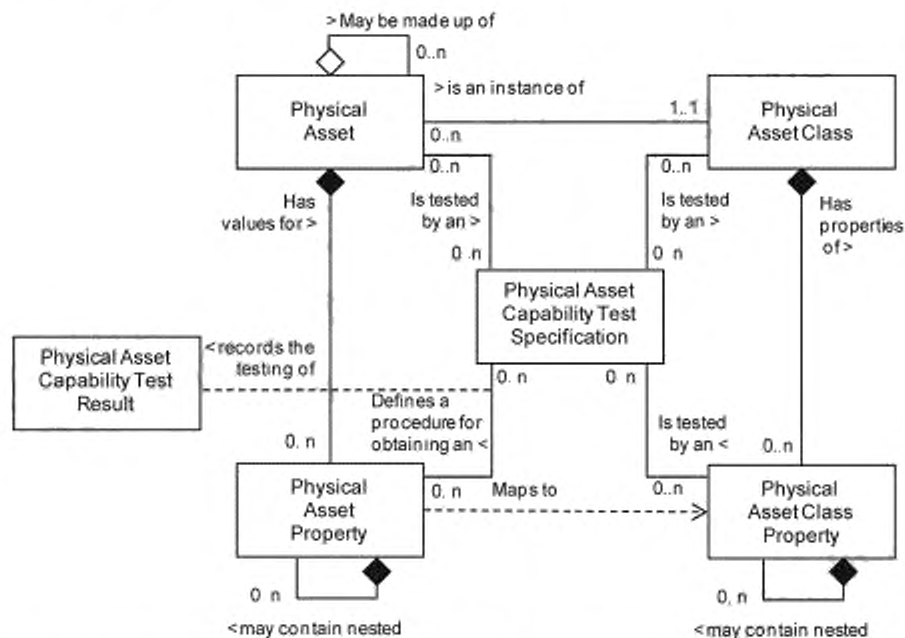 > May be made up of
0..n
Physical
Asset
> is an instance of
1..1
Physical
Asset Class
0..n
0..n
0..n
Has
values for >
Is tested
by an >
Is tested
by an >
Has
properties
of >
0 n
0 n
Physical Asset
Capability Test
Specification
Physical Asset
Capability Test
Result
<records the
testing of
0. n
0 n
Defines a
procedure for
obtaining an <
Is tested
by an <
0. n
0..n
Physical
Asset
Property
0. n
Maps to
0..n
Physical
Asset Class
Property
0 n
0, n
<may contain nested
<may contain nested